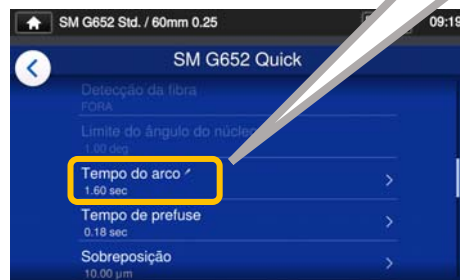 SM G652 Std. / 60mm 0.25
09:19
SM G652 Quick
Detecção da fibra
FORA
Limite do ângulo do núcleo
1.00 deg
Tempo do arco
1.60 sec
Tempo de prefuse
0.18 sec
Sobreposição
10.00 µm